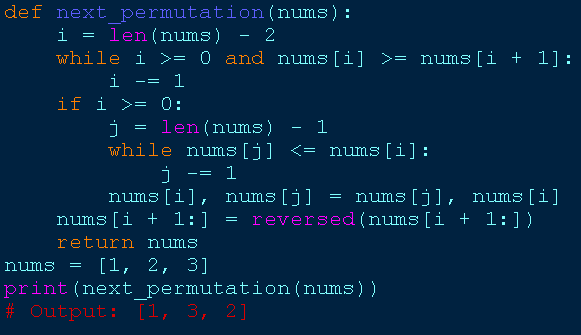 def next_permutation(nums):
    i = len(nums) - 2
    while i >= 0 and nums[i] >= nums[i + 1]:
        i -= 1
    if i >= 0:
        j = len(nums) - 1
        while nums[j] <= nums[i]:
            j -= 1
        nums[i], nums[j] = nums[j], nums[i]
    nums[i + 1:] = reversed(nums[i + 1:])
    return nums
nums = [1, 2, 3]
print(next_permutation(nums))
# Output: [1, 3, 2]